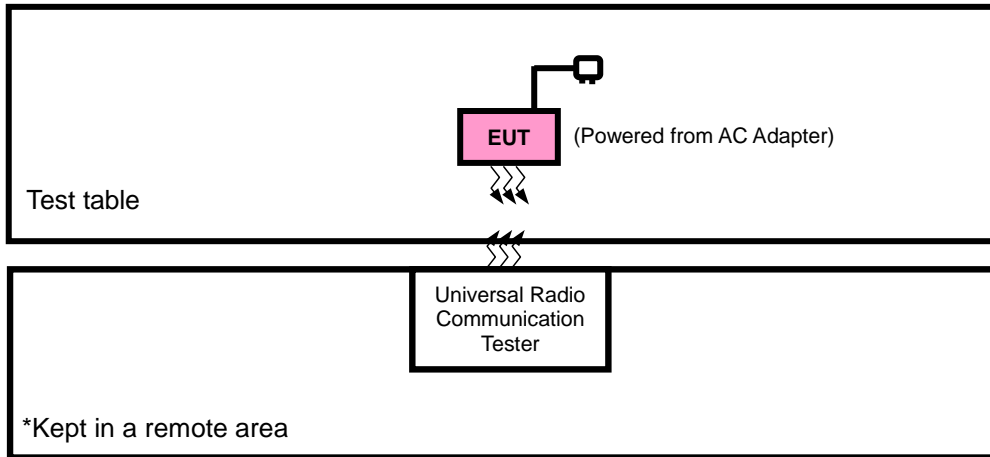 EUT
(Powered from AC Adapter)
Test table
Universal Radio
Communication
Tester
*Kept in a remote area